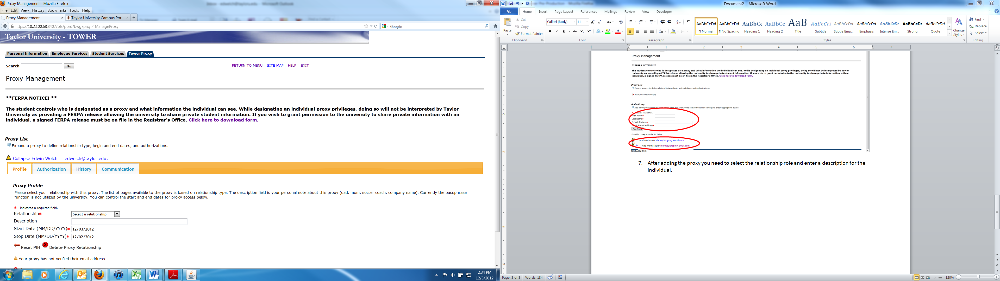 Proxy Management - Mozilla Firefox
File Edit View History Bookmarks Tools Help
Proxy Management × Taylor University Campus Por... × +
https://10.2.100.68:8407/pls/pprd/bwgkprxy.P_ManageProxy
Google
Taylor University - TOWER
Personal Information Employee Services Student Services Tower Proxy
Search Go
RETURN TO MENU SITE MAP HELP EXIT
Proxy Management
**FERPA NOTICE! **
The student controls who is designated as a proxy and what information the individual can see. While designating an individual proxy privileges, doing so will not be interpreted by Taylor
University as providing a FERPA release allowing the university to share private student information. If you wish to grant permission to the university to share private information with an
individual, a signed FERPA release must be on file in the Registrar's Office. Click here to download form.
Proxy List
Expand a proxy to define relationship type, begin and end dates, and authorizations.
Collapse Edwin Welch edwelch@taylor.edu;
Profile Authorization History Communication
Proxy Profile
Please select your relationship with this proxy. The list of pages available to the proxy is based on relationship type. The description field is your personal note about this proxy (dad, mom, soccer coach, company name). Currently the passphrase
function is not utilized by the university. You can control the start and end dates for proxy access below.
* - indicates a required field.
Relationship* Select a relationship
Description
Start Date (MM/DD/YYYY)* 12/03/2012
Stop Date (MM/DD/YYYY)* 12/02/2012
Reset PIN Delete Proxy Relationship
Your proxy has not verified their email address.
2:34 PM
12/3/2012
Document2 - Microsoft Word
File Home Insert Page Layout References Mailings Review View Developer
Paste
Cut
Copy
Format Painter
Clipboard
Calibri (Body) 11
Font
Paragraph
AaBbCcDd AaBbCcDd AaBbCc AaBbCc AaB AaBbCcl AaBbCcDd AaBbCcDd AaBbCcDd AaBbCcDc AaBbCcDd
¶ Normal ¶ No Spacing Heading 1 Heading 2 Title Subtitle Subtle Emp... Emphasis Intense Em... Strong Quote
Change
Styles
Styles
Find
Replace
Select
Editing
Proxy Management
**FERPA NOTICE! **
The student controls who is designated as a proxy and what information the individual can see. While designating an individual proxy privileges, doing so will not be interpreted by Taylor
University as providing a FERPA release allowing the university to share private student information. If you wish to grant permission to the university to share private information with an
individual, a signed FERPA release must be on file in the Registrar's Office. Click here to download form.
Proxy List
Expand a proxy to define relationship type, begin and end dates, and authorizations.
Your proxy list is empty.
Add a Proxy
Add a new proxy using the form below. Then edit their profile and authorization settings to enable appropriate access.
a required field.
First Name*
Last Name*
E-mail Address*
Verify E-mail Address*
Add Proxy
Or add a proxy from the list below.
Add Dad Taylor dadtaylor@my.email.com
Add Mom Taylor momtaylor@my.email.com
RELEASE: 8.5.2
7. After adding the proxy you need to select the relationship role and enter a description for the
individual.
Page: 3 of 3 Words: 184
120%